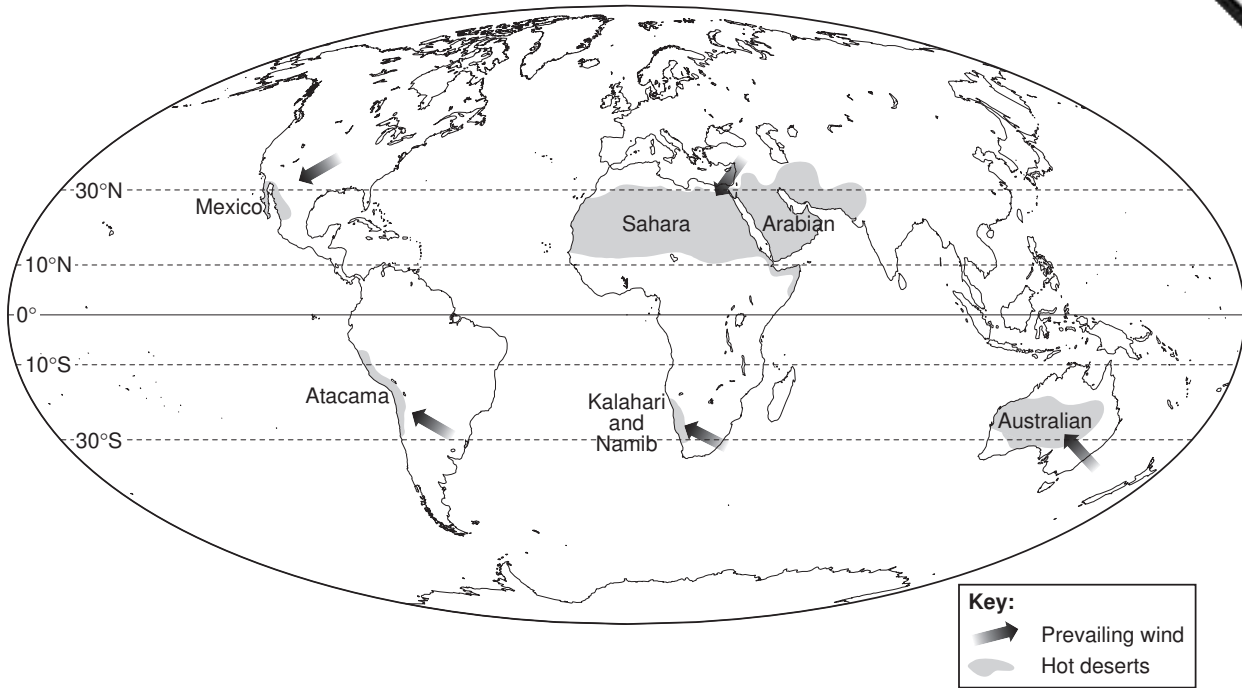 30°N
Mexico
Sahara
Arabian
10°N
0°
10°S
Atacama
Kalahari
and
Namib
Australian
30°S
Key:
Prevailing wind
Hot deserts